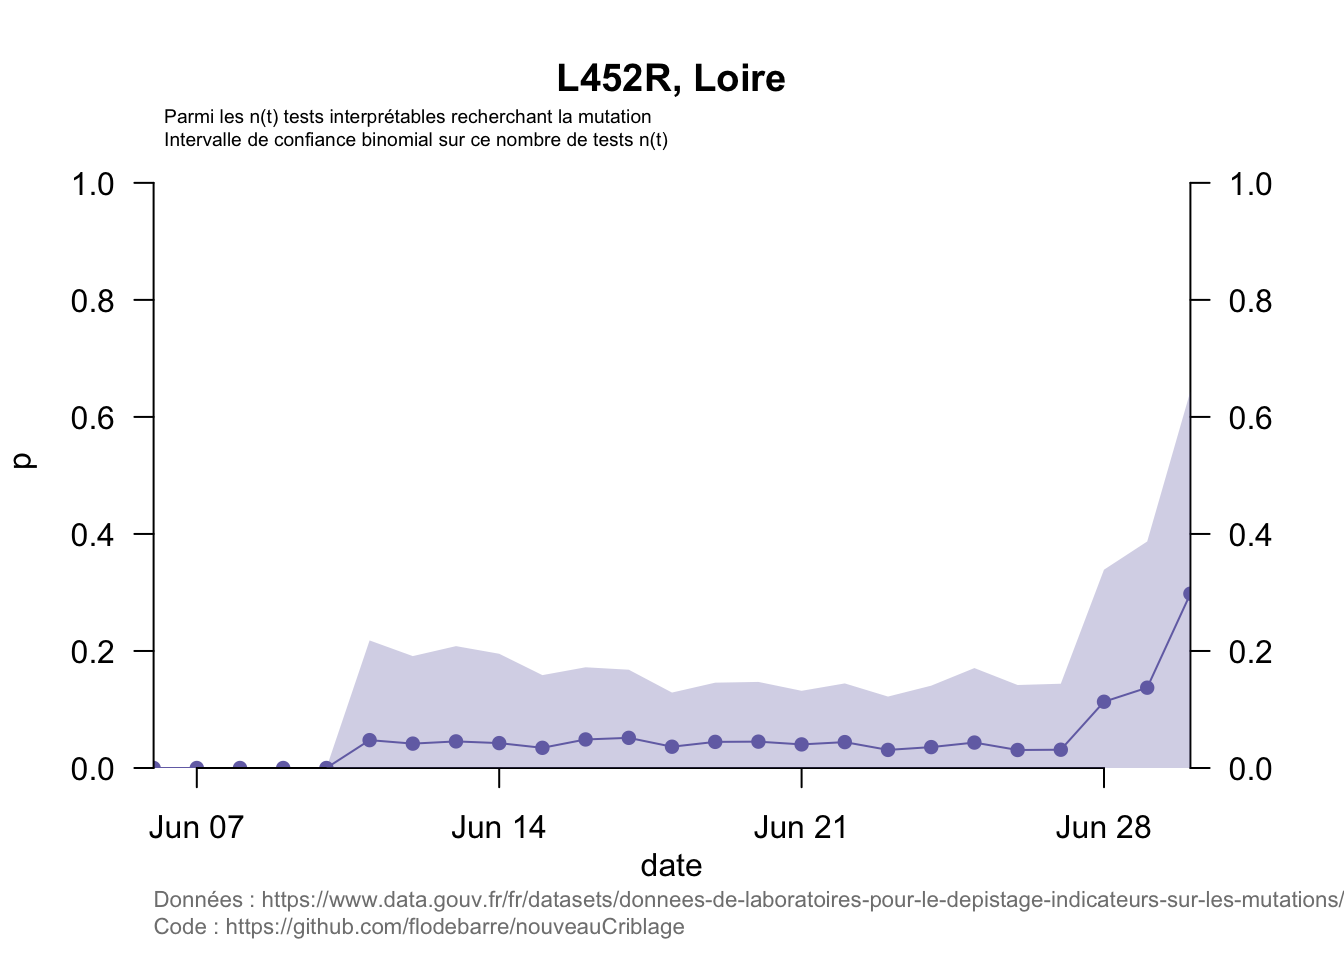 L452R, Loire
Parmi les n(t) tests interprétables recherchant la mutation
Intervalle de confiance binomial sur ce nombre de tests n(t)
1.0 1.0
0.8 0.8
0.6 0.6
p
0.4 0.4
0.2 0.2
0.0 0.0
Jun 07 Jun 14 Jun 21 Jun 28
date
Données : https://www.data.gouv.fr/fr/datasets/donnees-de-laboratoires-pour-le-depistage-indicateurs-sur-les-mutations/
Code : https://github.com/flodebarre/nouveauCriblage